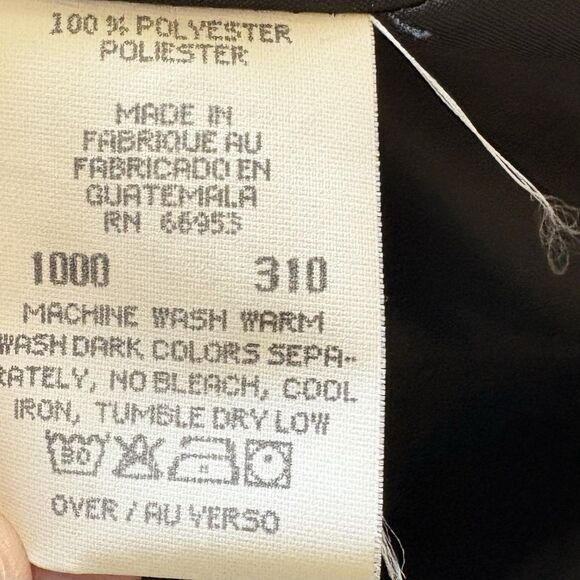 100 % POLYESTER
POLIESTER
MADE IN
FABRIQUE AU
FABRICADO EN
GUATEMALA
RN 66953
1000 310
MACHINE WASH WARM
WASH DARK COLORS SEPA-
RATELY, NO BLEACH, COOL
IRON, TUMBLE DRY LOW
30
OVER / AU VERSO